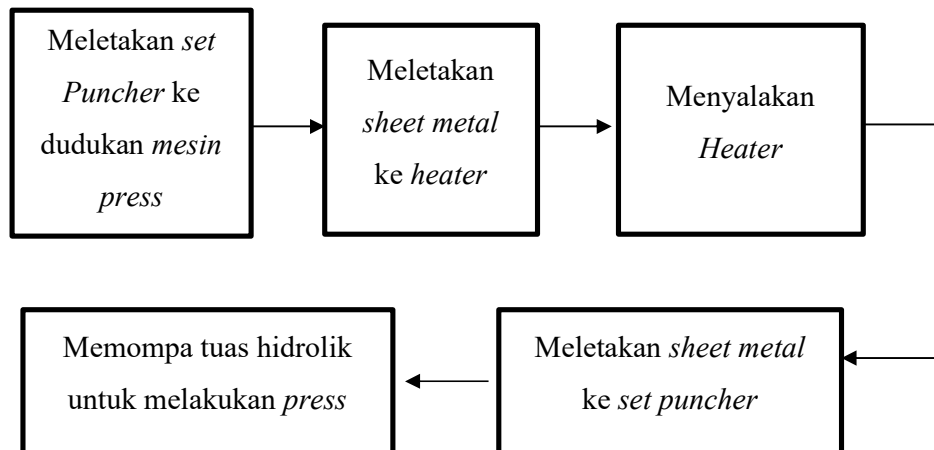 Meletakan set
Puncher ke
dudukan mesin
press
Meletakan
sheet metal
ke heater
Menyalakan
Heater
Meletakan sheet metal
ke set puncher
Memompa tuas hidrolik
untuk melakukan press